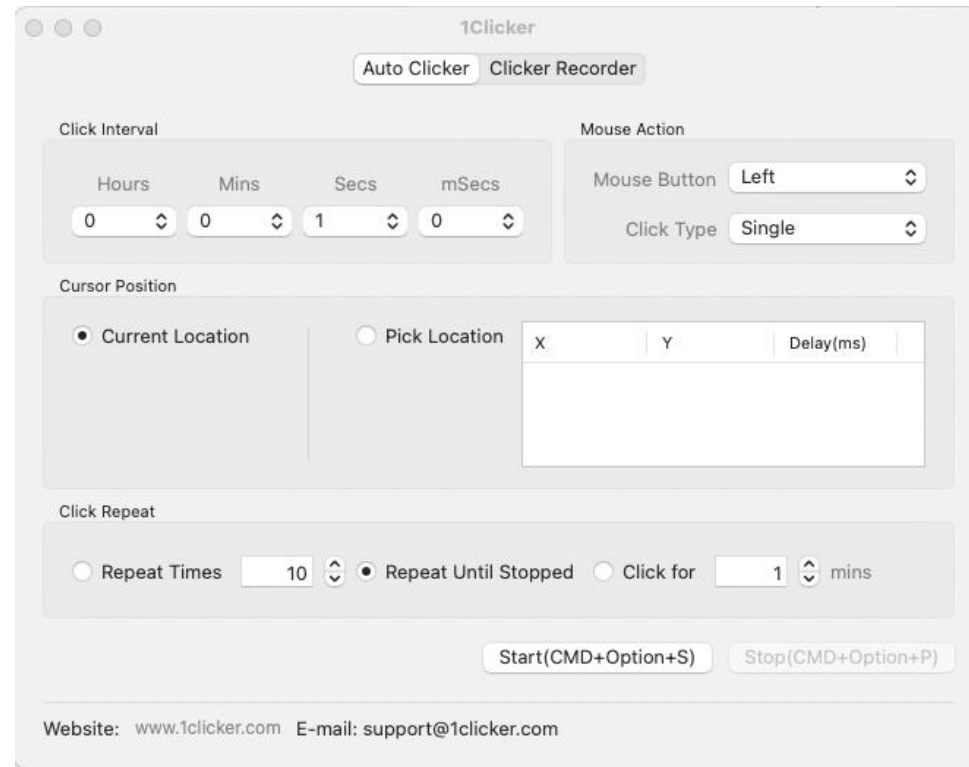 1Clicker
Auto Clicker Clicker Recorder
Click Interval
Hours Mins Secs mSecs
0 0 1 0
Mouse Action
Mouse Button Left
Click Type Single
Cursor Position
Current Location
Pick Location
X Y Delay(ms)
Click Repeat
Repeat Times 10 Repeat Until Stopped Click for 1 mins
Start(CMD+Option+S) Stop(CMD+Option+P)
Website: www.1clicker.com E-mail: support@1clicker.com